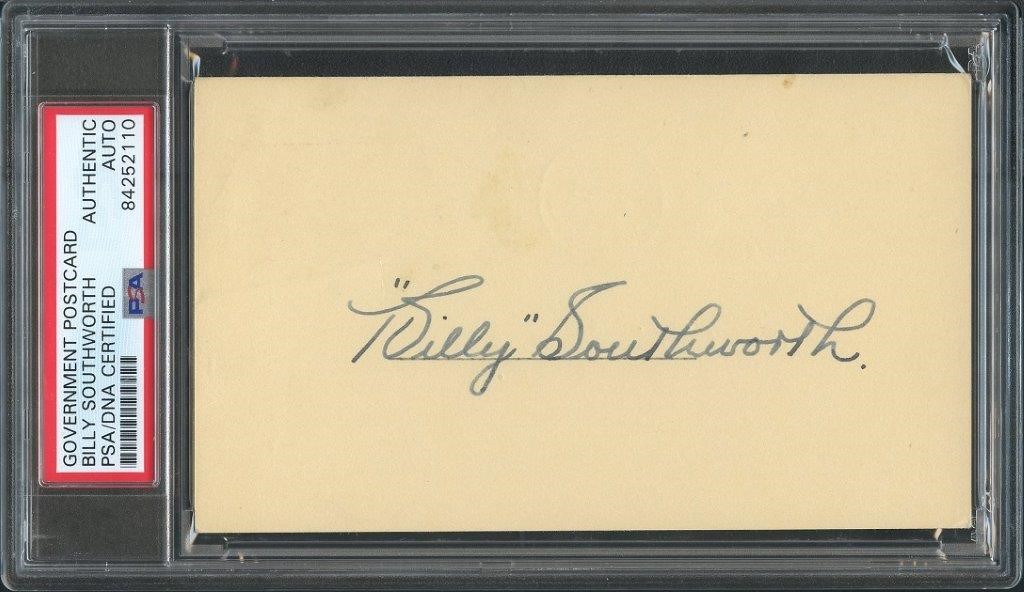 GOVERNMENT POSTCARD
BILLY SOUTHWORTH AUTHENTIC
PSA/DNA CERTIFIED AUTO
84252110
PSA
"Billy" Southworth.